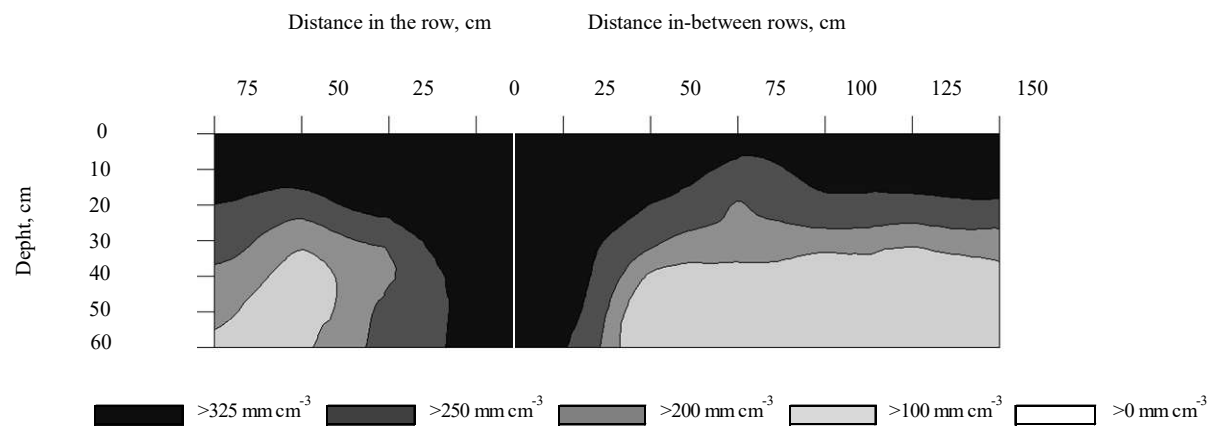 Distance in the row, cm Distance in-between rows, cm
75 50 25 0 25 50 75 100 125 150
0
10
20
30
40
50
60
Depht, cm
>325 mm cm-3 >250 mm cm-3 >200 mm cm-3 >100 mm cm-3 >0 mm cm-3